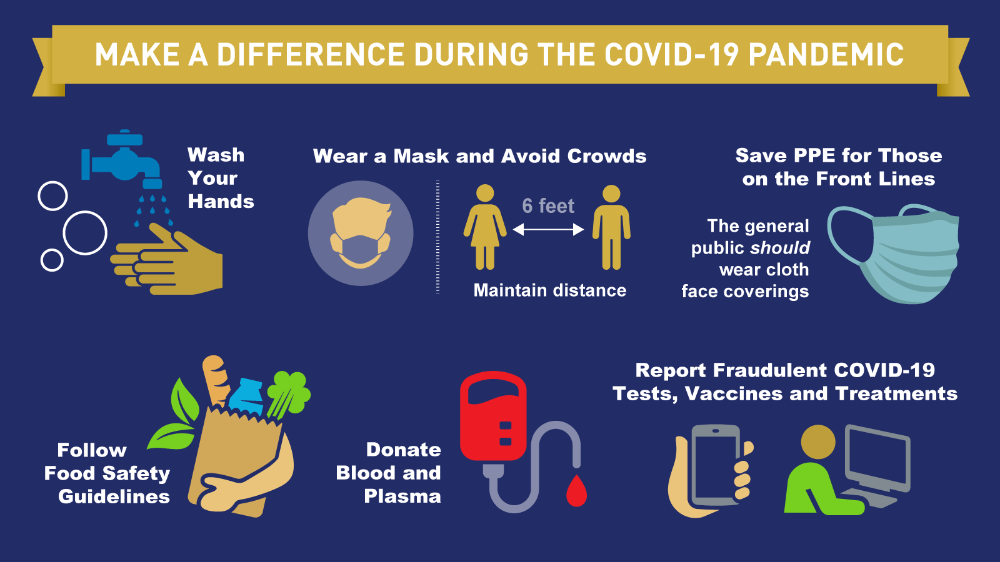 MAKE A DIFFERENCE DURING THE COVID-19 PANDEMIC
Wash
Your
Hands
Wear a Mask and Avoid Crowds
6 feet
Maintain distance
Save PPE for Those
on the Front Lines
The general
public should
wear cloth
face coverings
Follow
Food Safety
Guidelines
Donate
Blood and
Plasma
Report Fraudulent COVID-19
Tests, Vaccines and Treatments